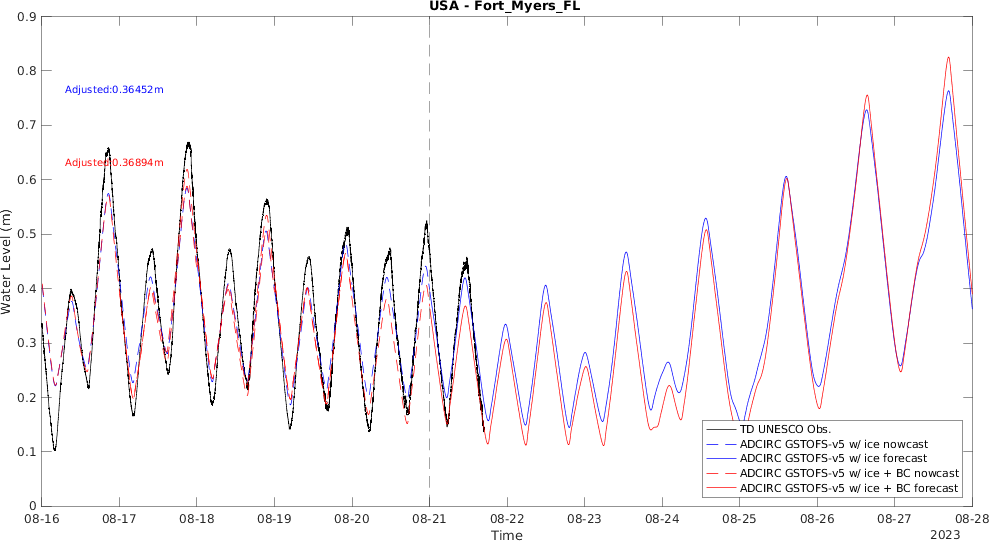 USA - Fort_Myers_FL
0.9
0.8
0.7
0.6
0.5
0.4
0.3
0.2
0.1
0
Water Level (m)
Adjusted:0.36452m
Adjusted:0.36894m
TD UNESCO Obs.
ADCIRC GSTOFS-v5 w/ ice nowcast
ADCIRC GSTOFS-v5 w/ ice forecast
ADCIRC GSTOFS-v5 w/ ice + BC nowcast
ADCIRC GSTOFS-v5 w/ ice + BC forecast
08-16 08-17 08-18 08-19 08-20 08-21 08-22 08-23 08-24 08-25 08-26 08-27 08-28
Time
2023